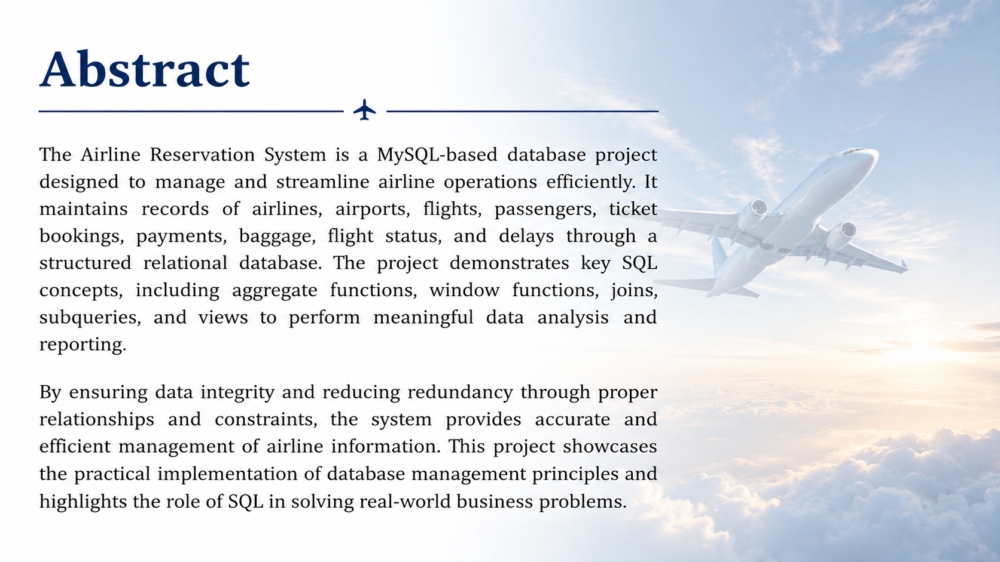 Abstract
The Airline Reservation System is a MySQL-based database project
designed to manage and streamline airline operations efficiently. It
maintains records of airlines, airports, flights, passengers, ticket
bookings, payments, baggage, flight status, and delays through a
structured relational database. The project demonstrates key SQL
concepts, including aggregate functions, window functions, joins,
subqueries, and views to perform meaningful data analysis and
reporting.
By ensuring data integrity and reducing redundancy through proper
relationships and constraints, the system provides accurate and
efficient management of airline information. This project showcases
the practical implementation of database management principles and
highlights the role of SQL in solving real-world business problems.